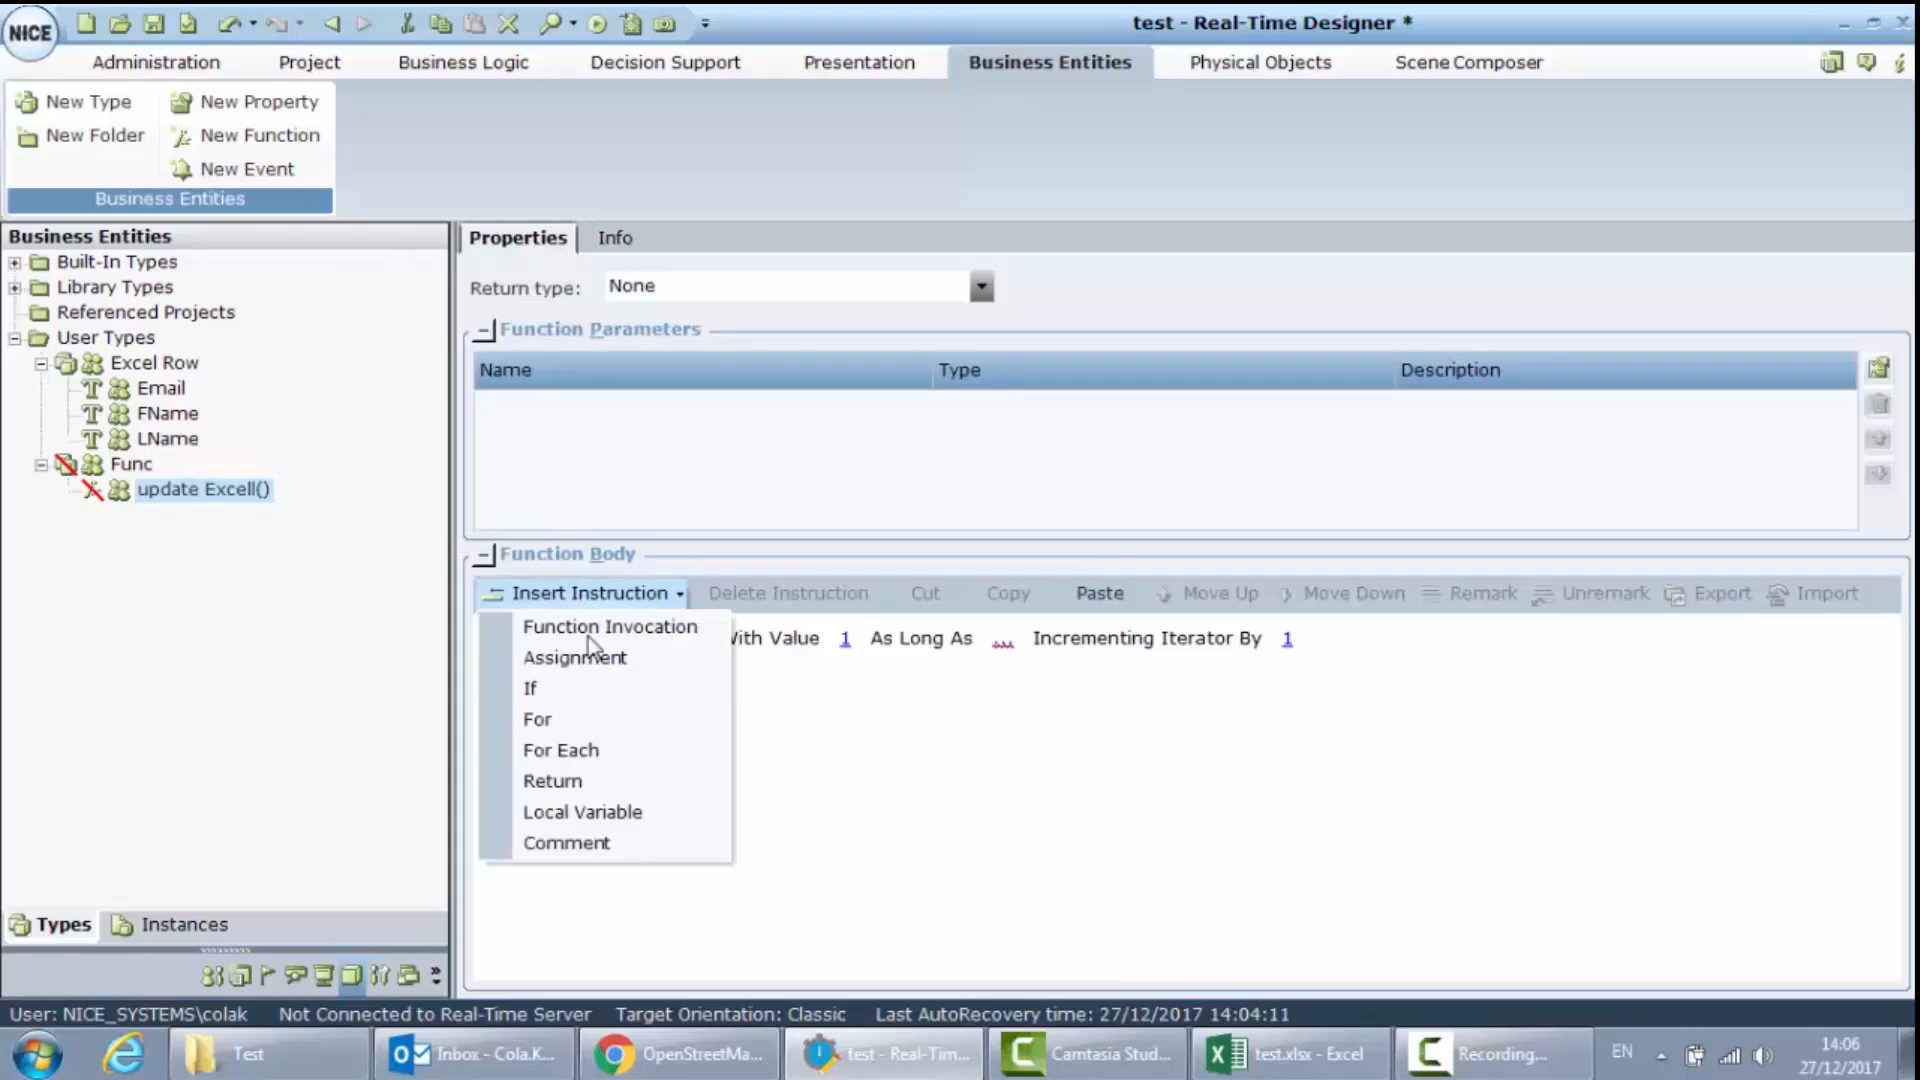 NICE
test - Real-Time Designer *
Administration Project Business Logic Decision Support Presentation Business Entities Physical Objects Scene Composer
New Type New Property
New Folder New Function
New Event
Business Entities
Business Entities
Built-In Types
Library Types
Referenced Projects
User Types
Excel Row
Email
FName
LName
Func
update Excell()
Types Instances
Properties Info
Return type: None
Function Parameters
Name Type Description
Function Body
Insert Instruction Delete Instruction Cut Copy Paste Move Up Move Down Remark Unremark Export Import
With Value 1 As Long As ... Incrementing Iterator By 1
Function Invocation
Assignment
If
For
For Each
Return
Local Variable
Comment
User: NICE_SYSTEMS\colak Not Connected to Real-Time Server Target Orientation: Classic Last AutoRecovery time: 27/12/2017 14:04:11
Test Inbox - Cola.K... OpenStreetMa... test - Real-Tim... Camtasia Stud... test.xlsx - Excel Recording... EN 14:06
27/12/2017